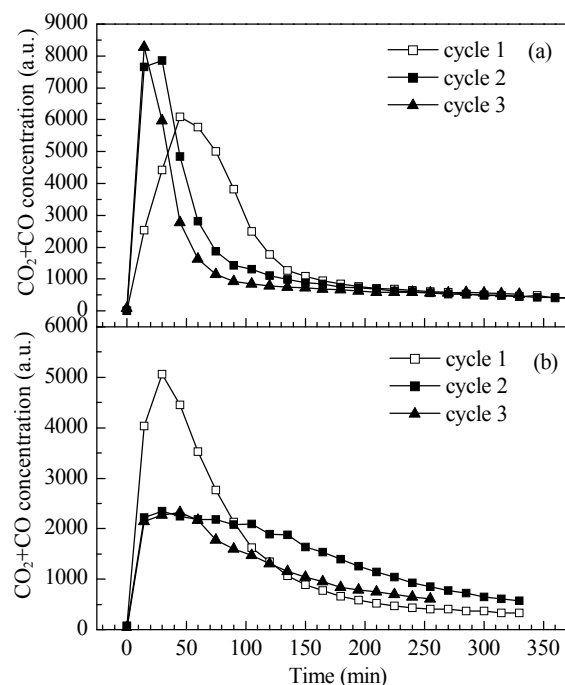 9000
8000
7000
6000
5000
4000
3000
2000
1000
0
CO₂+CO concentration (a.u.)
cycle 1
cycle 2
cycle 3
(a)
6000
5000
4000
3000
2000
1000
0
CO₂+CO concentration (a.u.)
cycle 1
cycle 2
cycle 3
(b)
0 50 100 150 200 250 300 350
Time (min)